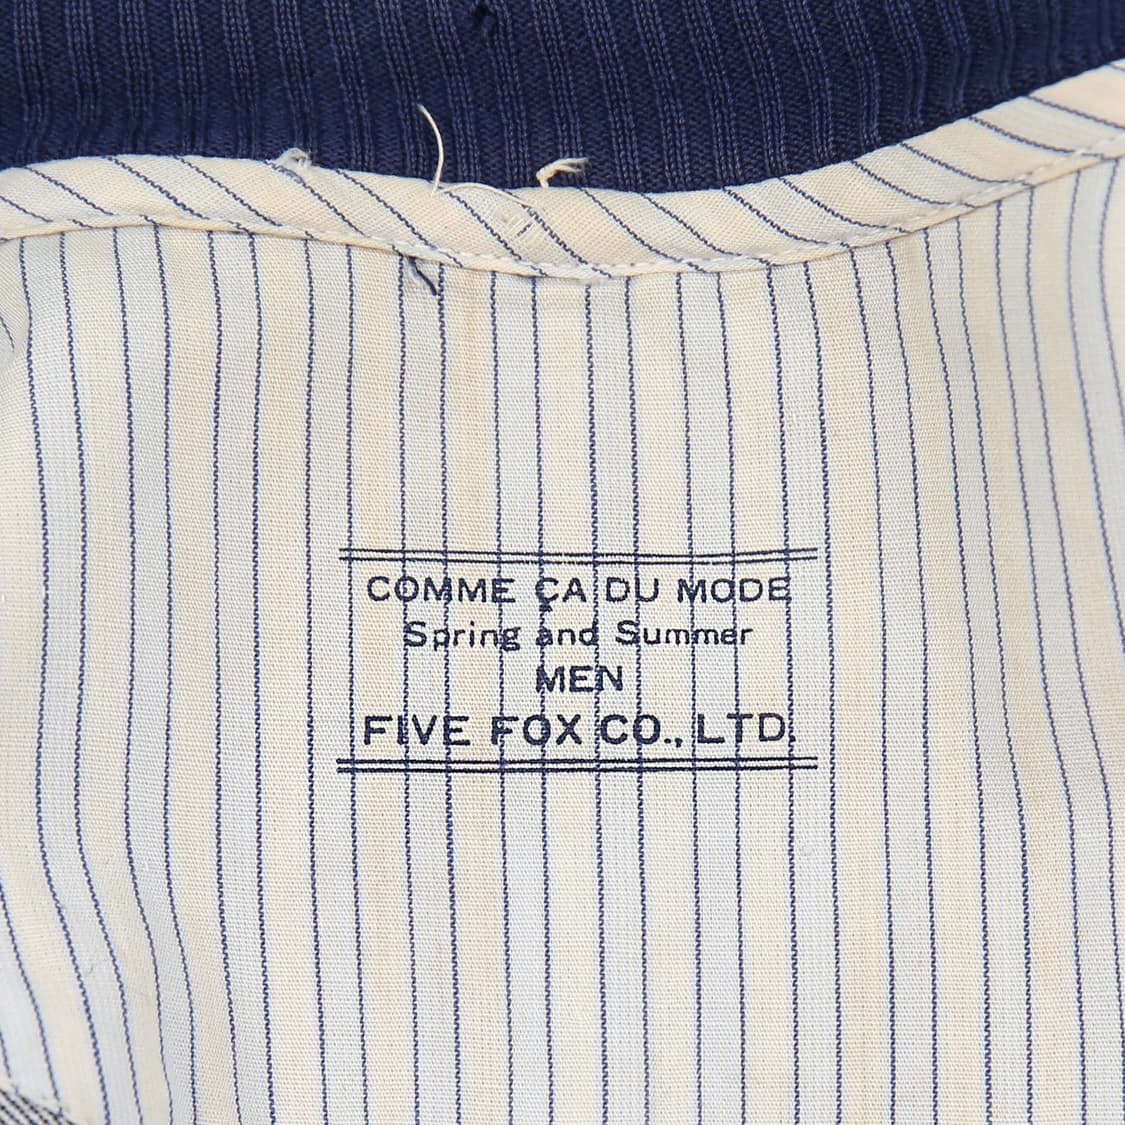 COMME ÇA DU MODE
Spring and Summer
MEN
FIVE FOX CO., LTD.